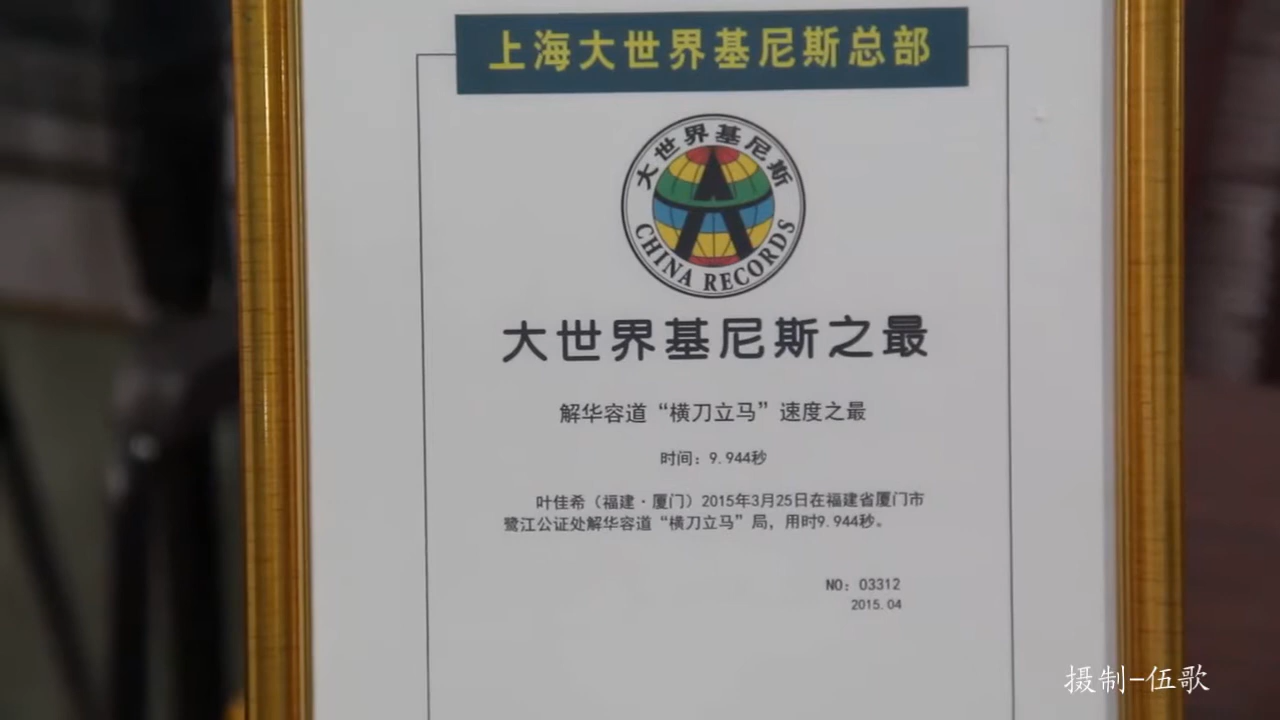 上海大世界基尼斯总部
大世界基尼斯
CHINA RECORDS
大世界基尼斯之最
解华容道“横刀立马”速度之最
时间：9.944秒
叶佳希（福建·厦门）2015年3月25日在福建省厦门市
鹭江公证处解华容道“横刀立马”局，用时9.944秒。
NO：03312
2015.04
摄制-伍歌